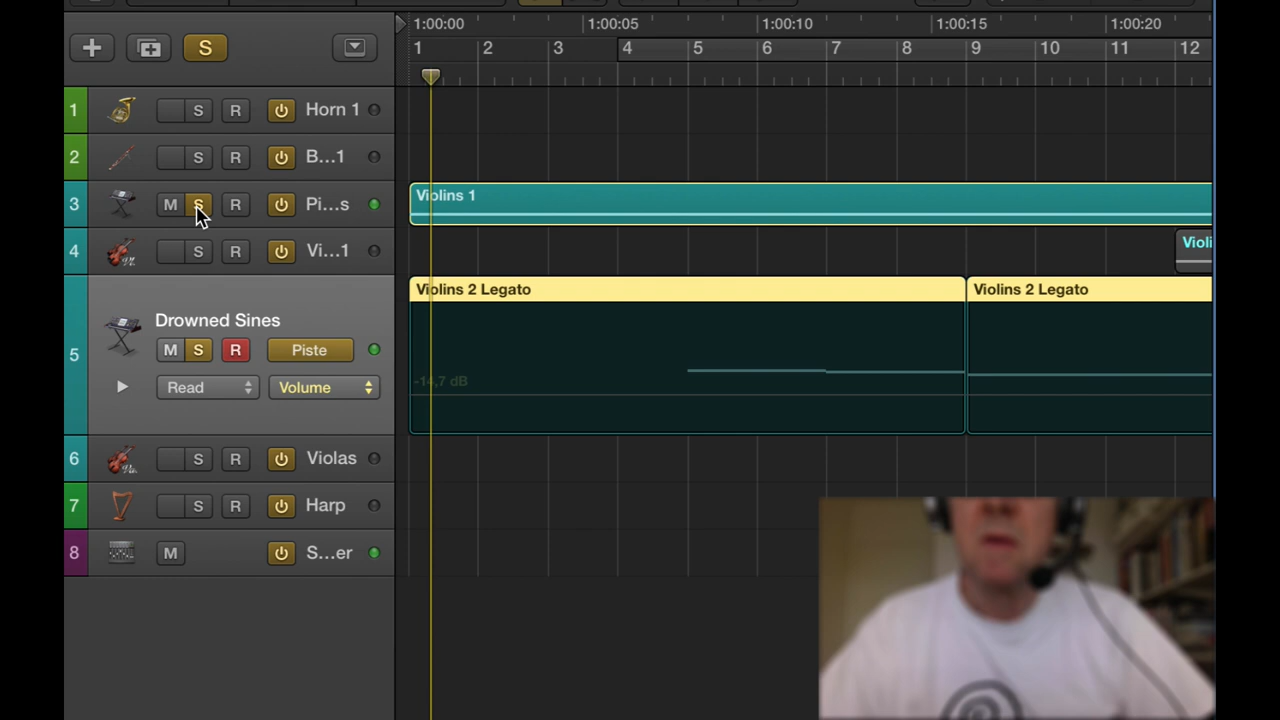 1:00:00 1:00:05 1:00:10 1:00:15 1:00:20
S
1 2 3 4 5 6 7 8 9 10 11 12
1 S R Horn 1
2 S R B...1
3 M S R Pi...s
Violins 1
4 S R Vi...1
Violi
Violins 2 Legato Violins 2 Legato
Drowned Sines
5 M S R Piste
Read Volume
-14,7 dB
6 S R Violas
7 S R Harp
8 M S...er